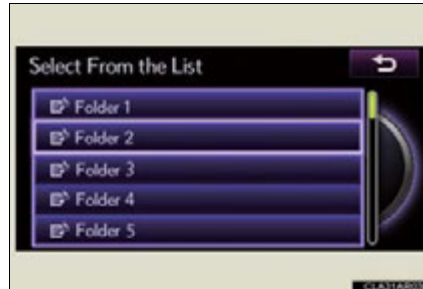 Select From the List
Folder 1
Folder 2
Folder 3
Folder 4
Folder 5